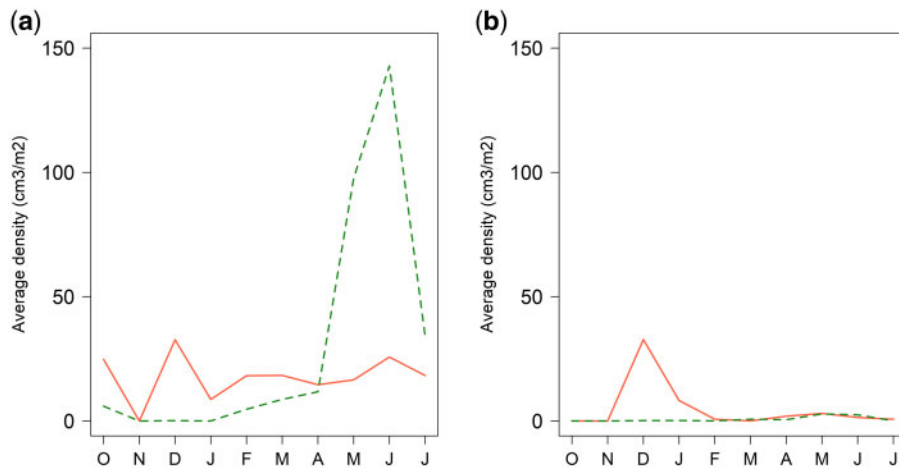 (a)
150
100
50
0
Average density (cm3/m2)
O N D J F M A M J J
(b)
150
100
50
0
Average density (cm3/m2)
O N D J F M A M J J